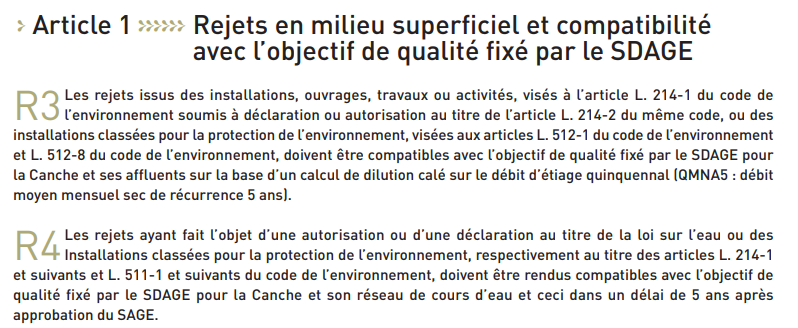 > Article 1 >>>>>> Rejets en milieu superficiel et compatibilité
avec l’objectif de qualité fixé par le SDAGE
R3 Les rejets issus des installations, ouvrages, travaux ou activités, visés à l’article L. 214-1 du code de
l’environnement soumis à déclaration ou autorisation au titre de l’article L. 214-2 du même code, ou des
installations classées pour la protection de l’environnement, visées aux articles L. 512-1 du code de l’environnement
et L. 512-8 du code de l’environnement, doivent être compatibles avec l’objectif de qualité fixé par le SDAGE pour
la Canche et ses affluents sur la base d’un calcul de dilution calé sur le débit d’étiage quinquennal (QMNA5 : débit
moyen mensuel sec de récurrence 5 ans).
R4 Les rejets ayant fait l’objet d’une autorisation ou d’une déclaration au titre de la loi sur l’eau ou des
Installations classées pour la protection de l’environnement, respectivement au titre des articles L. 214-1
et suivants et L. 511-1 et suivants du code de l’environnement, doivent être rendus compatibles avec l’objectif de
qualité fixé par le SDAGE pour la Canche et son réseau de cours d’eau et ceci dans un délai de 5 ans après
approbation du SAGE.